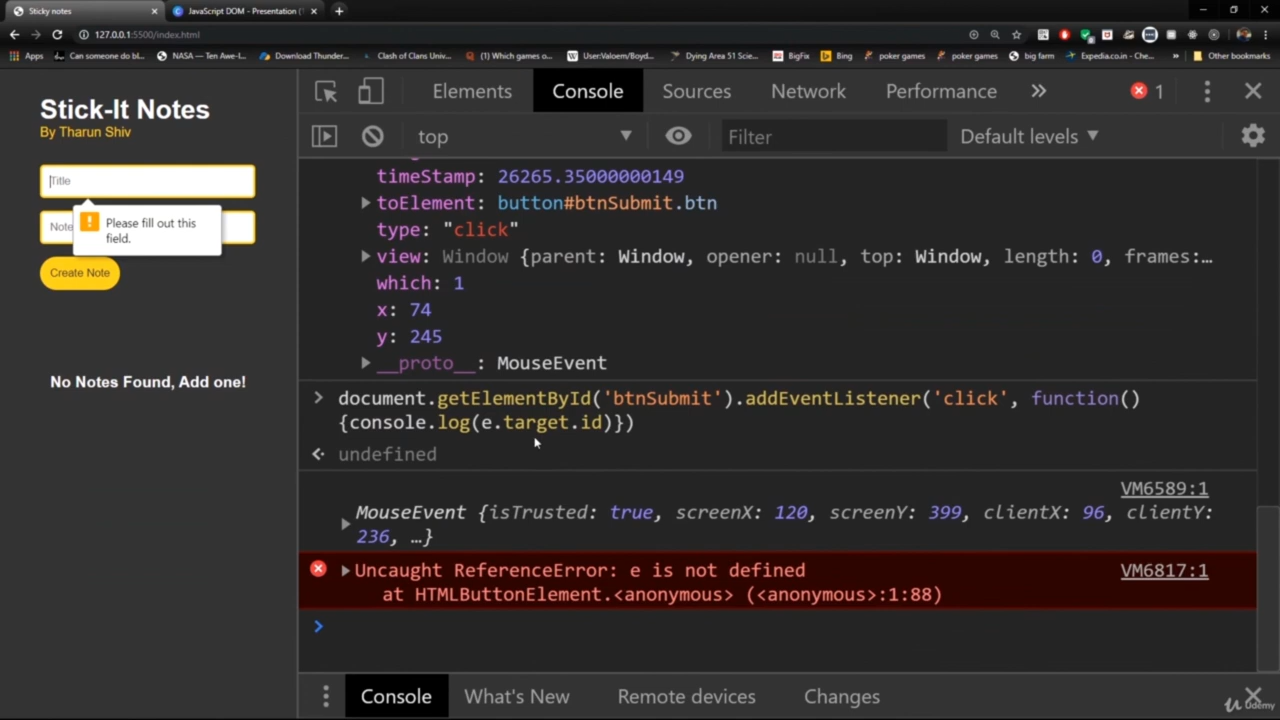 Sticky notes
JavaScript DOM - Presentation (
127.0.0.1:5500/index.html
Apps
Can someone do bl...
NASA — Ten Awe-I...
Download Thunder...
Clash of Clans Univ...
(1) Which games o...
User:Valoem/Boyd...
Dying Area 51 Scie...
BigFix
Bing
poker games
poker games
big farm
Expedia.co.in - Che...
»
Other bookmarks
Stick-It Notes
By Tharun Shiv
Title
Note
Please fill out this
field.
Create Note
No Notes Found, Add one!
Elements
Console
Sources
Network
Performance
»
1
top
Filter
Default levels
timeStamp: 26265.35000000149
toElement: button#btnSubmit.btn
type: "click"
view: Window {parent: Window, opener: null, top: Window, length: 0, frames:…
which: 1
x: 74
y: 245
__proto__: MouseEvent
document.getElementById('btnSubmit').addEventListener('click', function()
{console.log(e.target.id)})
undefined
VM6589:1
MouseEvent {isTrusted: true, screenX: 120, screenY: 399, clientX: 96, clientY:
236, …}
Uncaught ReferenceError: e is not defined
VM6817:1
at HTMLButtonElement.<anonymous> (<anonymous>:1:88)
Console
What's New
Remote devices
Changes
Udemy